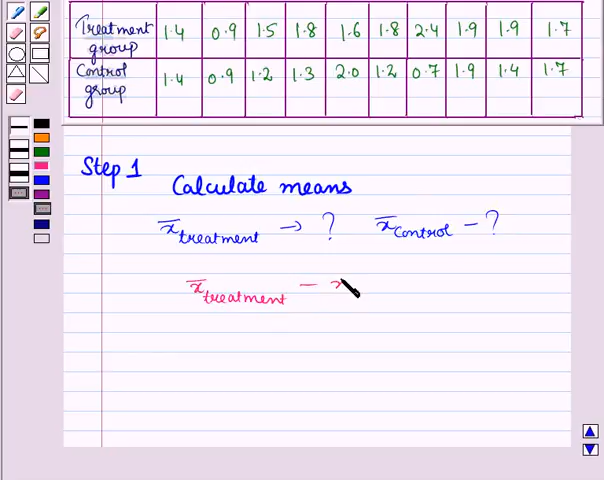 Treatment group 1.4 0.9 1.5 1.8 1.6 1.8 2.4 1.9 1.9 1.7
Control group 1.4 0.9 1.2 1.3 2.0 1.2 0.7 1.9 1.4 1.7
Step 1
Calculate means
x̄ treatment → ? x̄ Control – ?
x̄ treatment –